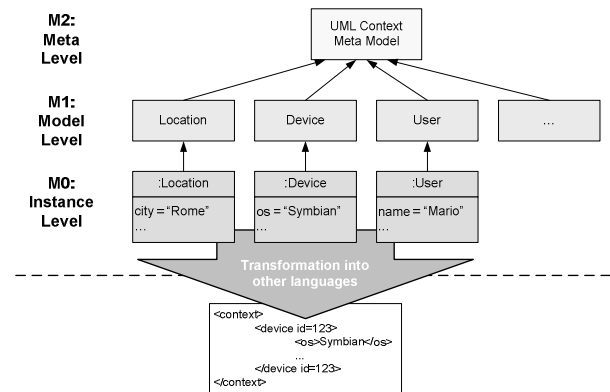 M2:
Meta
Level
UML Context
Meta Model
M1:
Model
Level
Location
Device
User
...
M0:
Instance
Level
:Location
city = “Rome”
...
:Device
os = “Symbian”
...
:User
name = “Mario”
...
Transformation into
other languages
<context>
<device id=123>
<os>Symbian</os>
...
</device id=123>
</context>